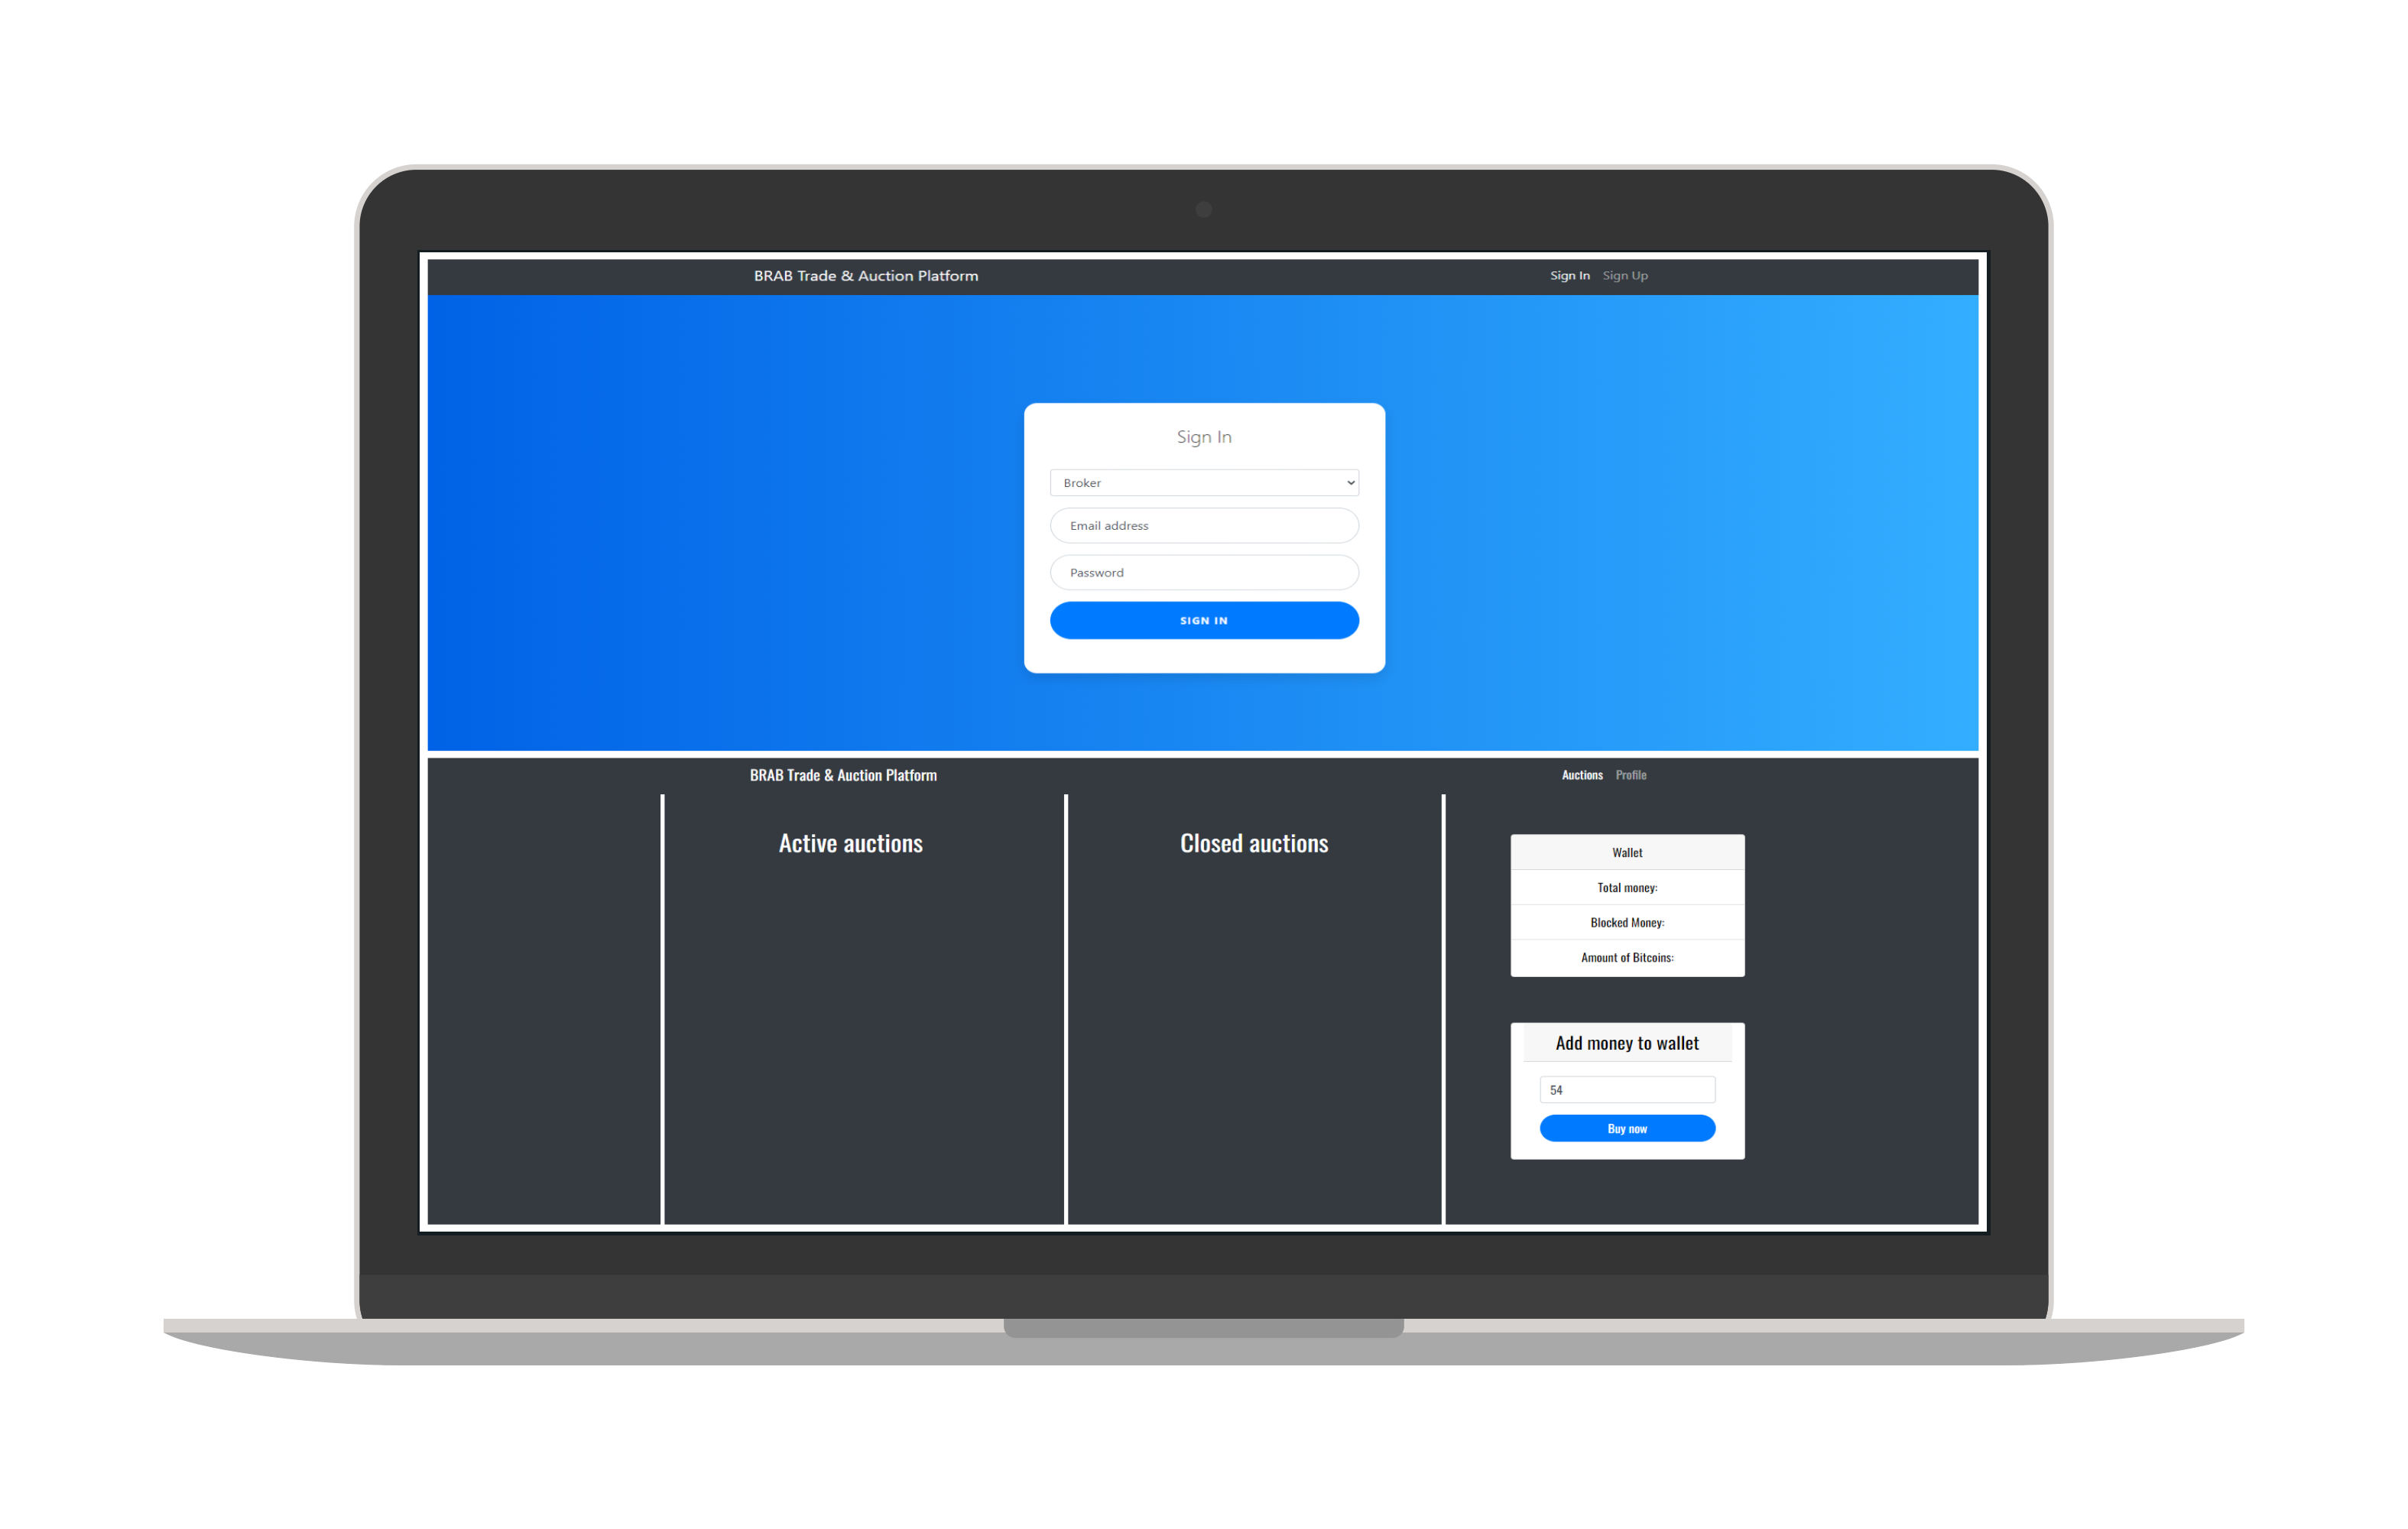 BRAB Trade & Auction Platform
Sign In Sign Up
Sign In
Broker
Email address
Password
SIGN IN
BRAB Trade & Auction Platform
Auctions Profile
Active auctions
Closed auctions
Wallet
Total money:
Blocked Money:
Amount of Bitcoins:
Add money to wallet
54
Buy now